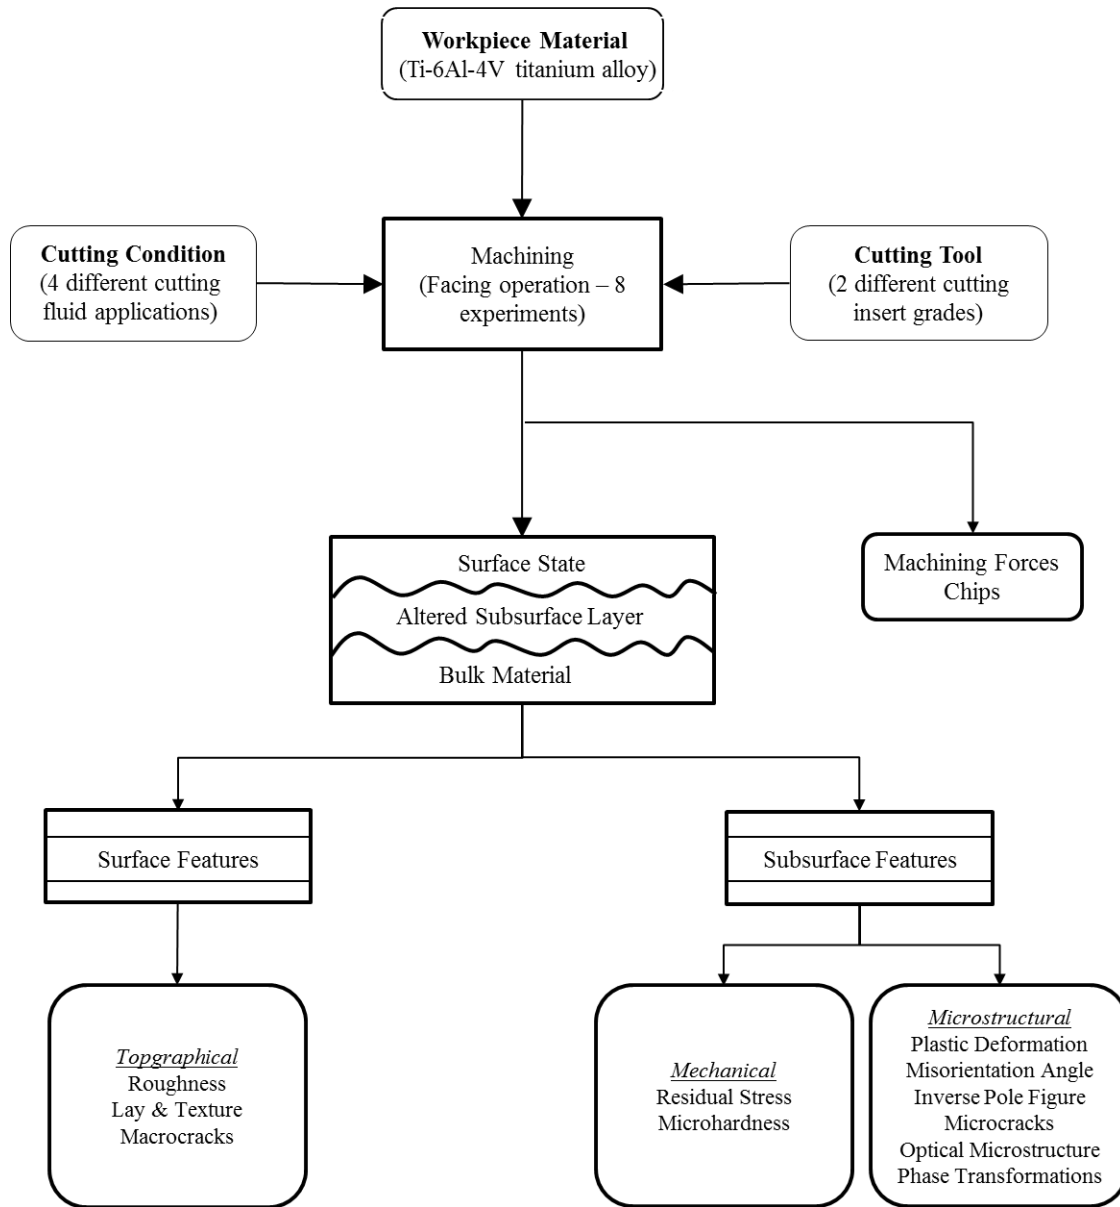 Workpiece Material
(Ti-6Al-4V titanium alloy)
Cutting Condition
(4 different cutting
fluid applications)
Machining
(Facing operation – 8
experiments)
Cutting Tool
(2 different cutting
insert grades)
Surface State
Altered Subsurface Layer
Bulk Material
Machining Forces
Chips
Surface Features
Subsurface Features
Topgraphical
Roughness
Lay & Texture
Macrocracks
Mechanical
Residual Stress
Microhardness
Microstructural
Plastic Deformation
Misorientation Angle
Inverse Pole Figure
Microcracks
Optical Microstructure
Phase Transformations